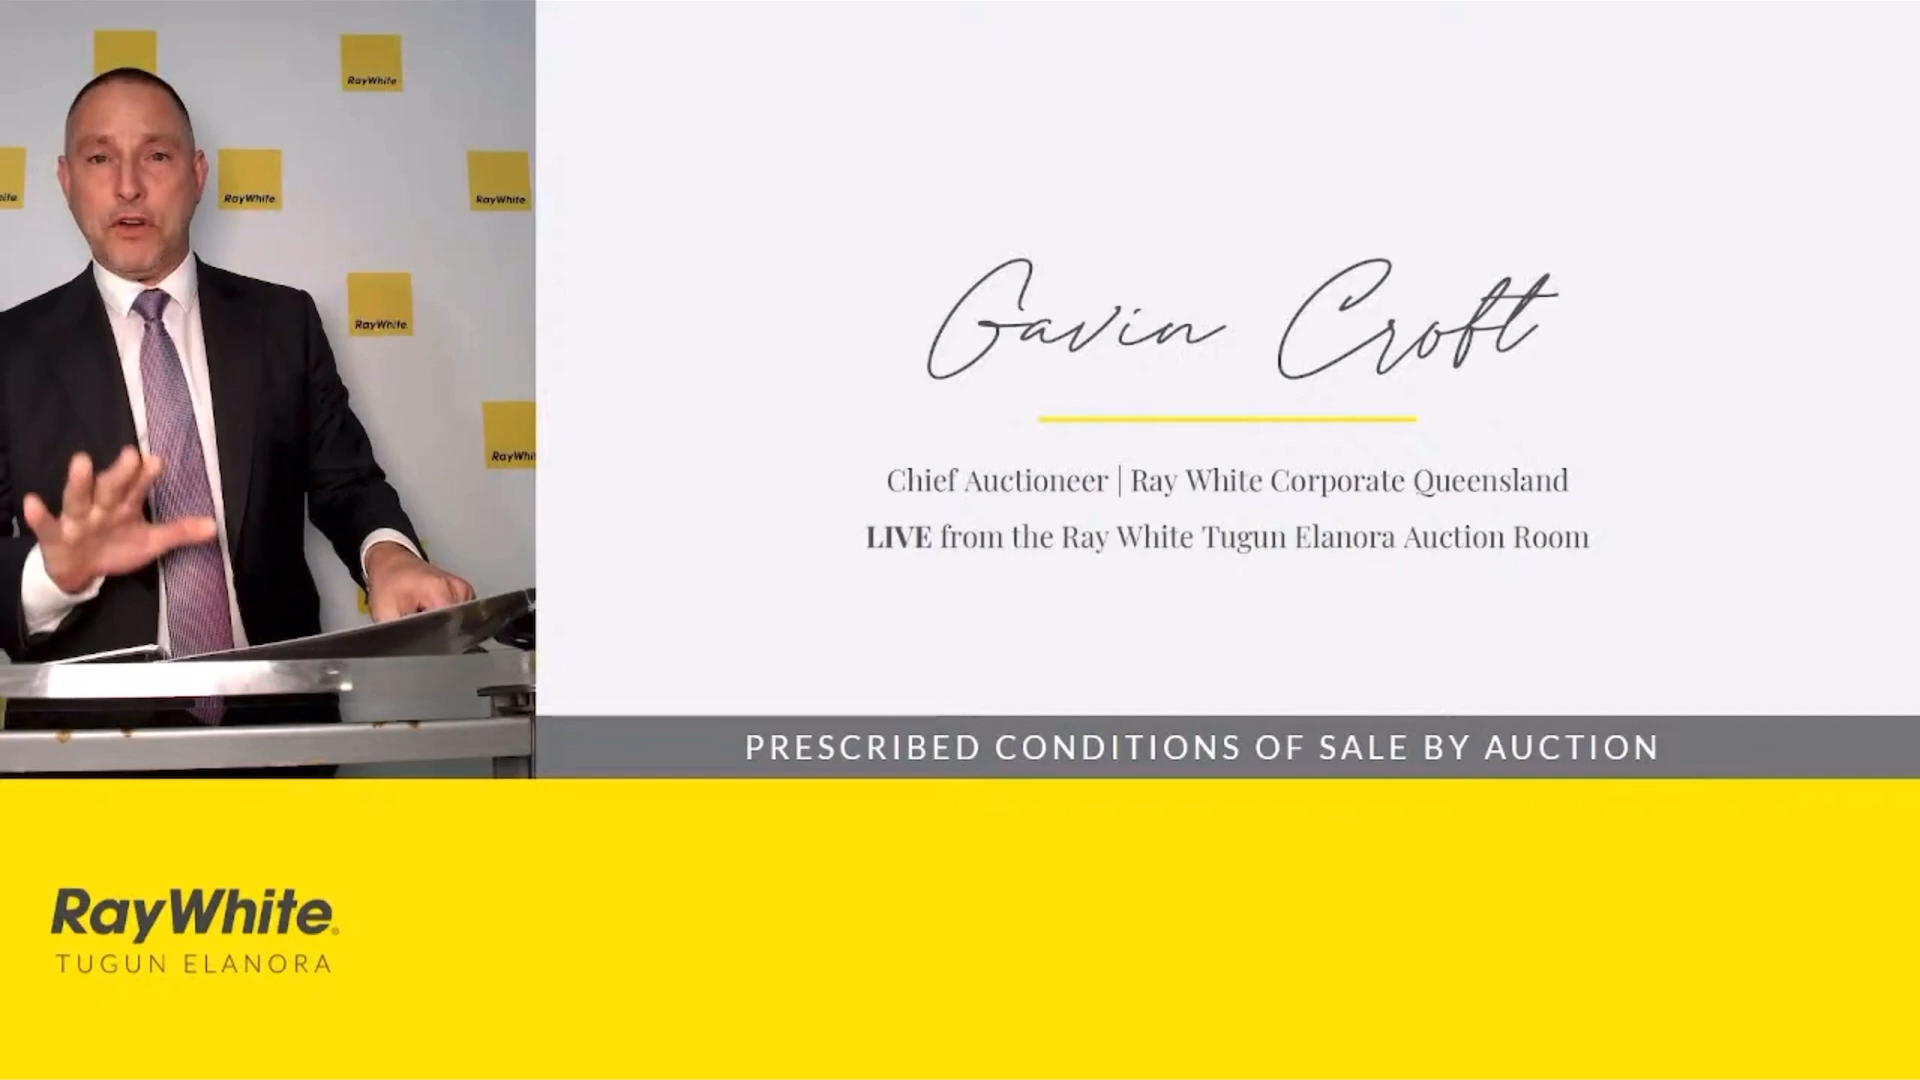 RayWhite
RayWhite
RayWhite
RayWhite
RayWhite
Gavin Croft
Chief Auctioneer | Ray White Corporate Queensland
LIVE from the Ray White Tugun Elanora Auction Room
PRESCRIBED CONDITIONS OF SALE BY AUCTION
RayWhite
TUGUN ELANORA